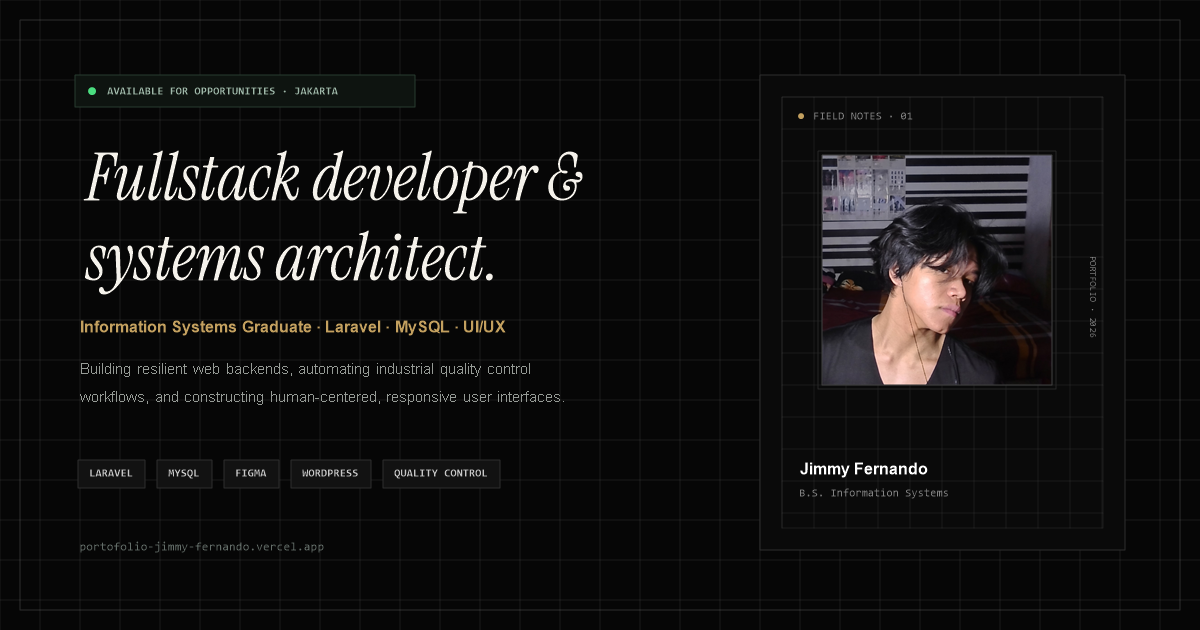 AVAILABLE FOR OPPORTUNITIES · JAKARTA
Fullstack developer &
systems architect.
Information Systems Graduate · Laravel · MySQL · UI/UX
Building resilient web backends, automating industrial quality control
workflows, and constructing human-centered, responsive user interfaces.
LARAVEL
MYSQL
FIGMA
WORDPRESS
QUALITY CONTROL
portofolio-jimmy-fernando.vercel.app
FIELD NOTES · 01
PORTFOLIO · 2026
Jimmy Fernando
B.S. Information Systems